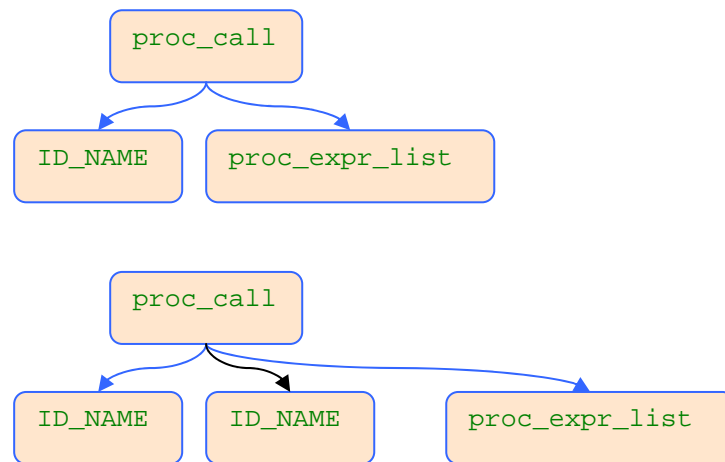 proc_call
ID_NAME proc_expr_list
proc_call
ID_NAME ID_NAME proc_expr_list